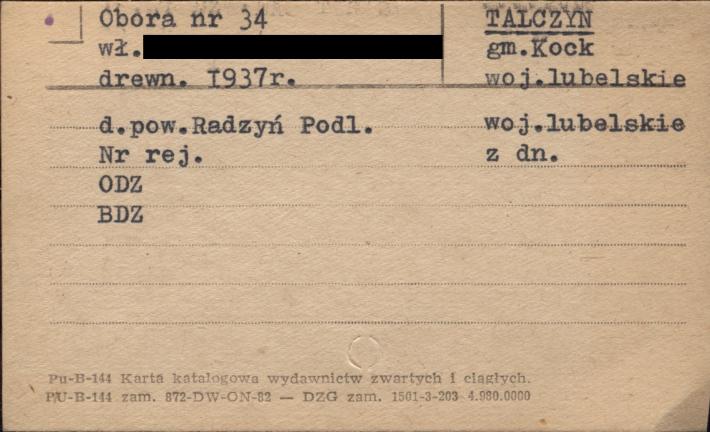 Obora nr 34
wł.
drewn. I937r.
TALCZYN
gm.Kock
woj.lubelskie
d.pow.Radzyń Podl.
woj.lubelskie
Nr rej.
z dn.
ODZ
BDZ
Pu-B-144 Karta katalogowa wydawnictw zwartych i ciągłych.
PU-B-144 zam. 872-DW-ON-82 — DZG zam. 1501-3-203 4.980.0000